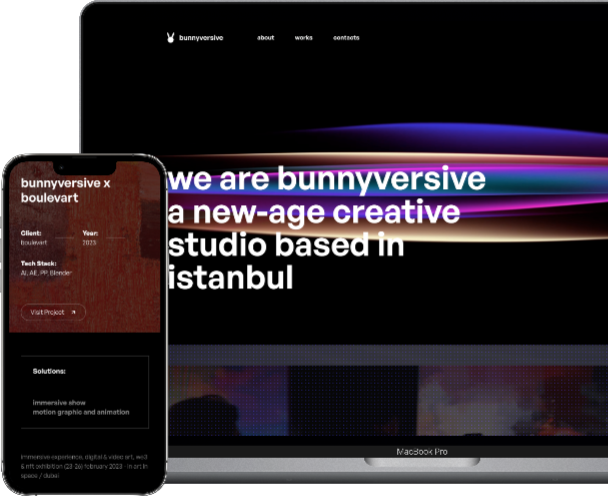 bunnyversive
about
works
contacts
we are bunnyversive
a new-age creative
studio based in
istanbul
MacBook Pro
bunnyversive x
boulevart
Client:
Year:
boulevart
2023
Tech Stack:
AI, AE, PP, Blender
Visit Project
Solutions:
immersive show
motion graphic and animation
immersive experience, digital & video art, web3
& nft exhibition (23-26) february 2023 - in art in
space / dubai